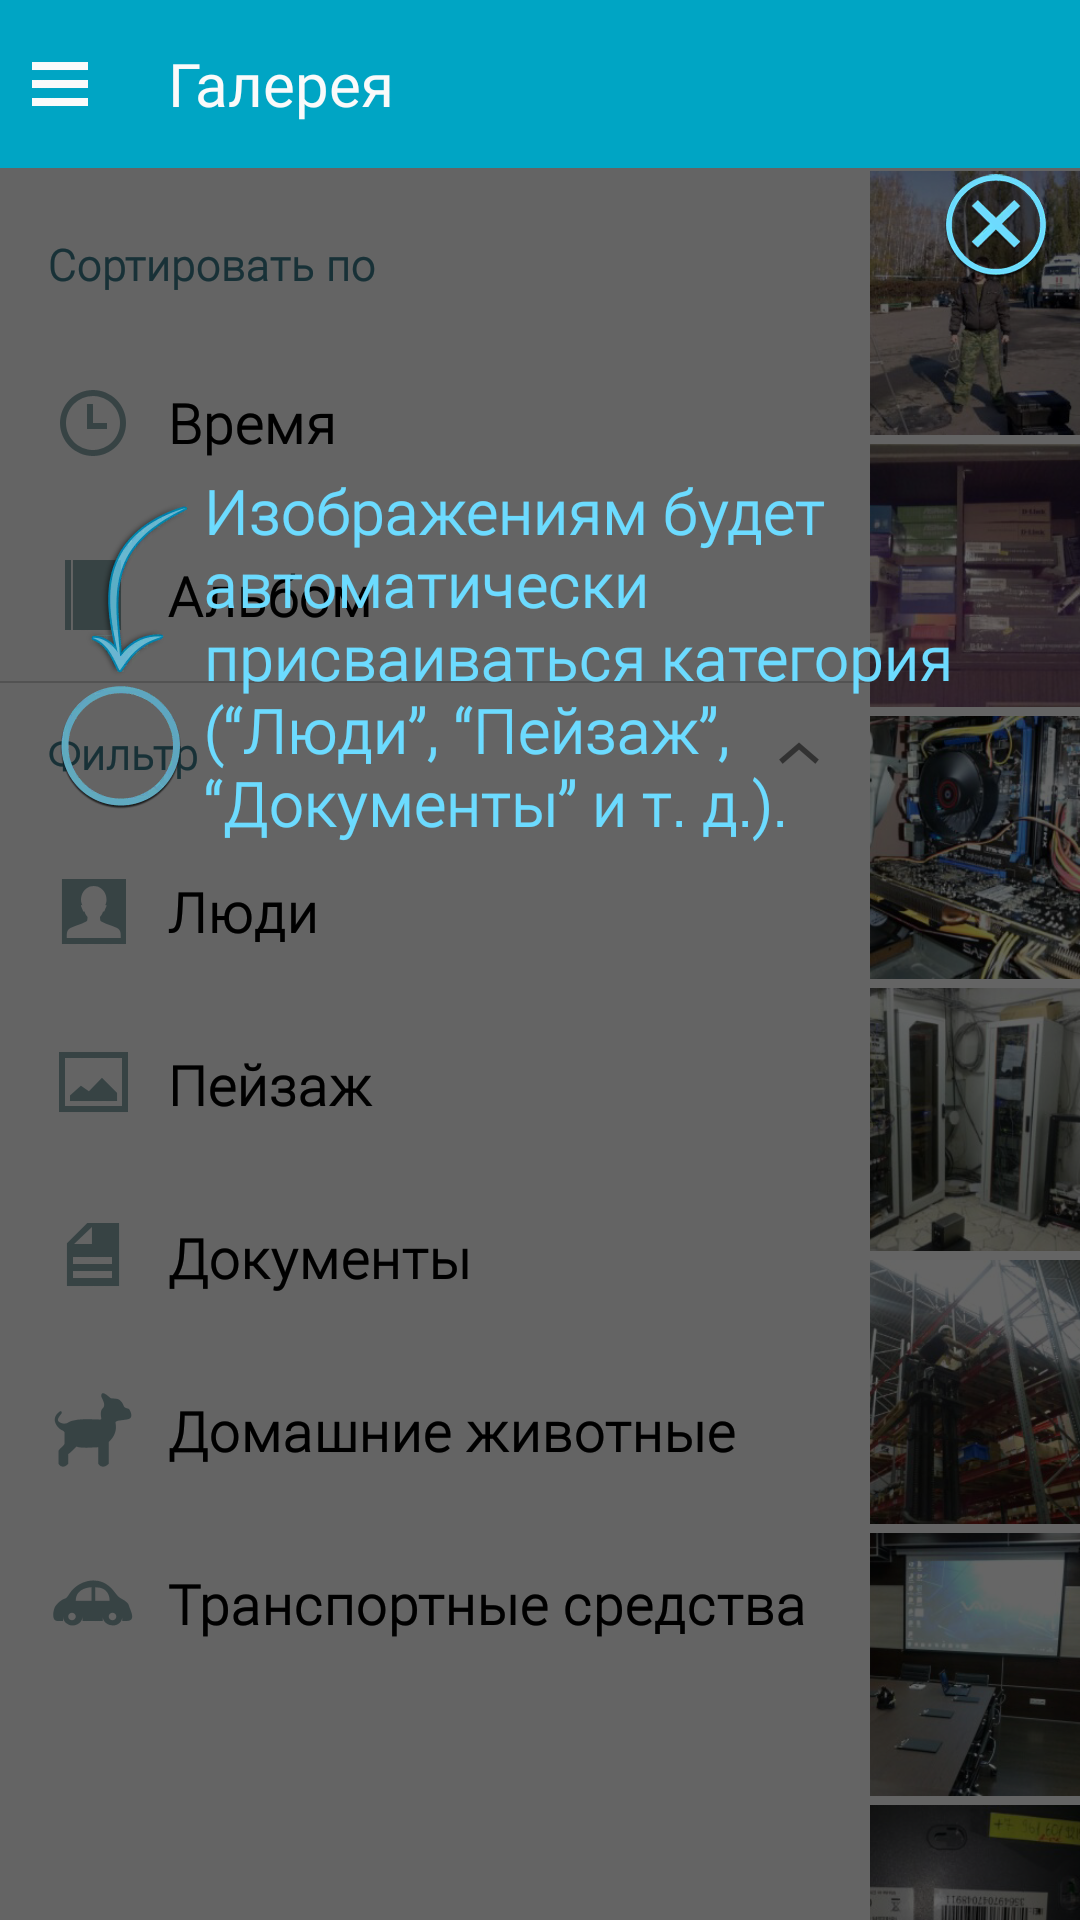 Галерея
Сортировать по
Время
Изображениям будет
автоматически
Альбом
присваиваться категория
(“Люди”, “Пейзаж”,
Фильтр
“Документы” и т. д.).
Люди
Пейзаж
Документы
Домашние животные
Транспортные средства